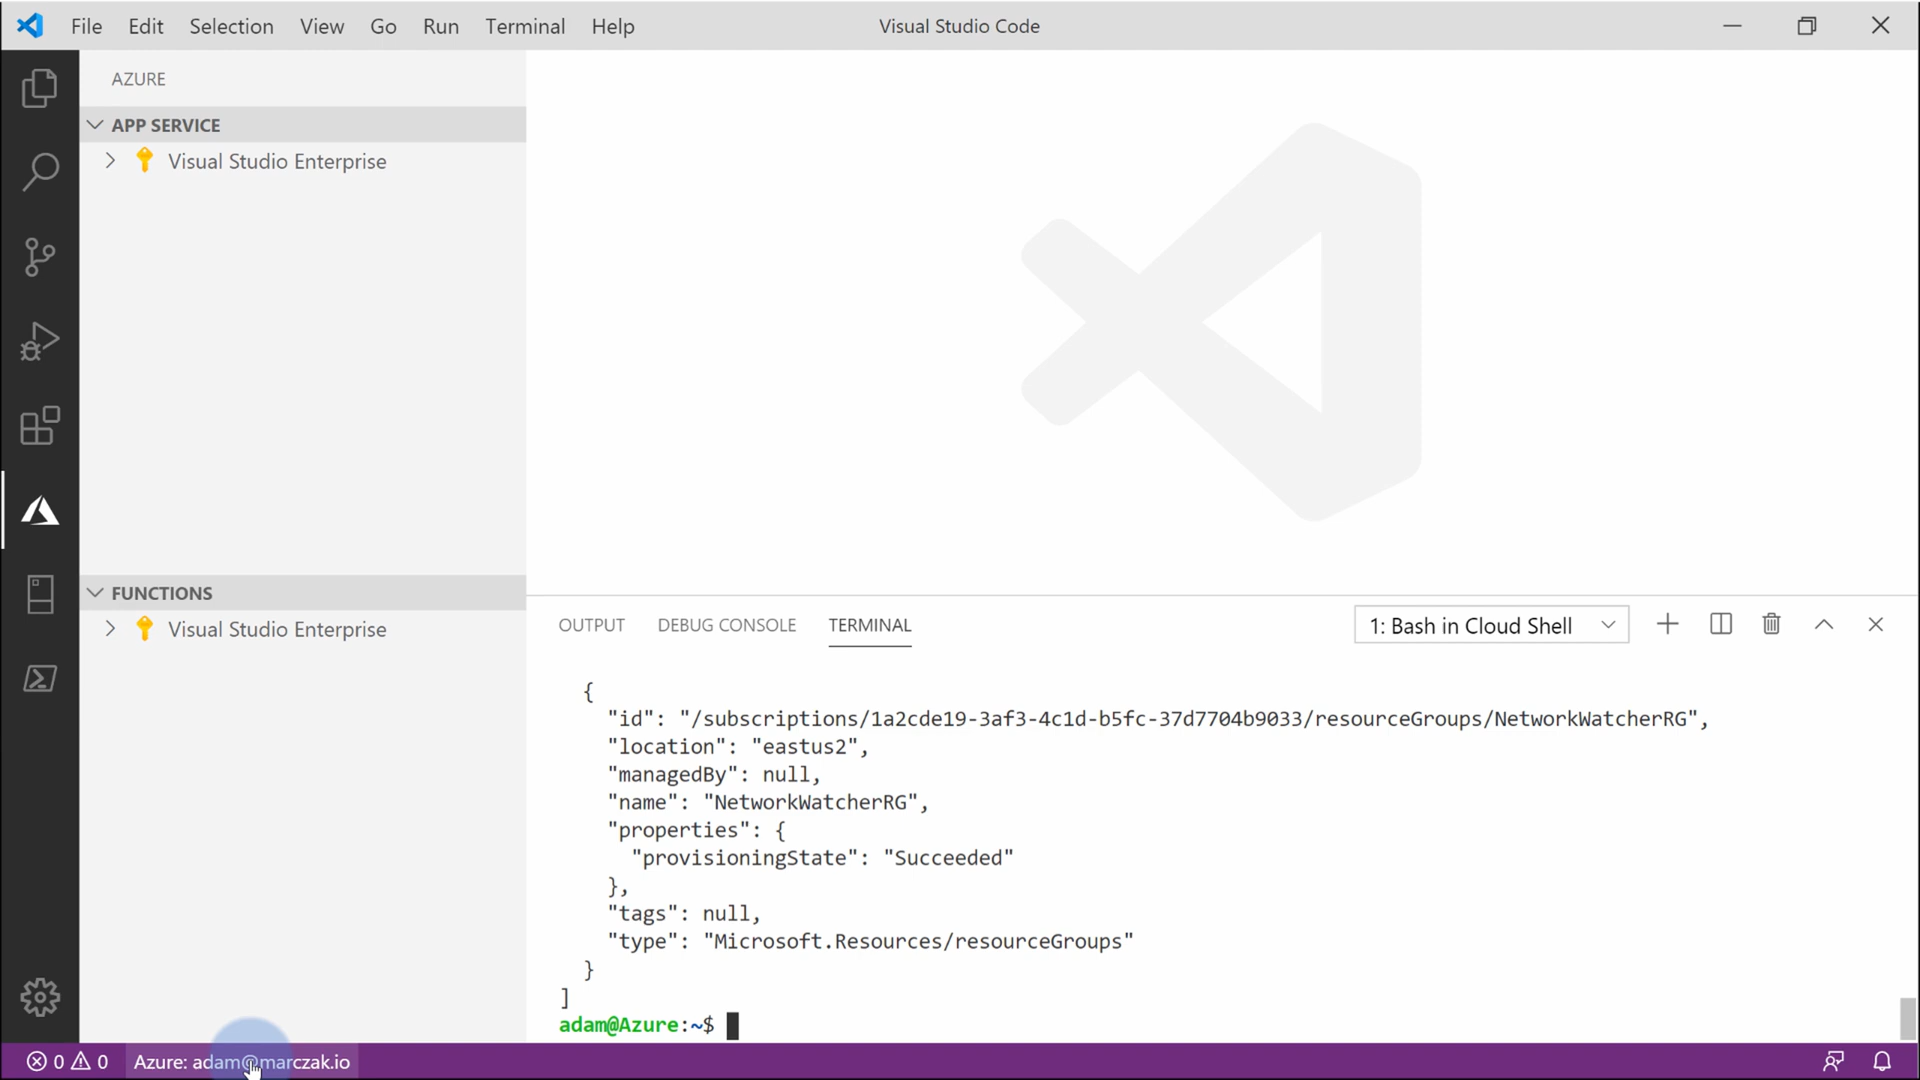 File Edit Selection View Go Run Terminal Help
Visual Studio Code
AZURE
APP SERVICE
Visual Studio Enterprise
FUNCTIONS
Visual Studio Enterprise
OUTPUT DEBUG CONSOLE TERMINAL
1: Bash in Cloud Shell
{
"id": "/subscriptions/1a2cde19-3af3-4c1d-b5fc-37d7704b9033/resourceGroups/NetworkWatcherRG",
"location": "eastus2",
"managedBy": null,
"name": "NetworkWatcherRG",
"properties": {
"provisioningState": "Succeeded"
},
"tags": null,
"type": "Microsoft.Resources/resourceGroups"
}
]
adam@Azure:~$
0 0 Azure: adam@marczak.io